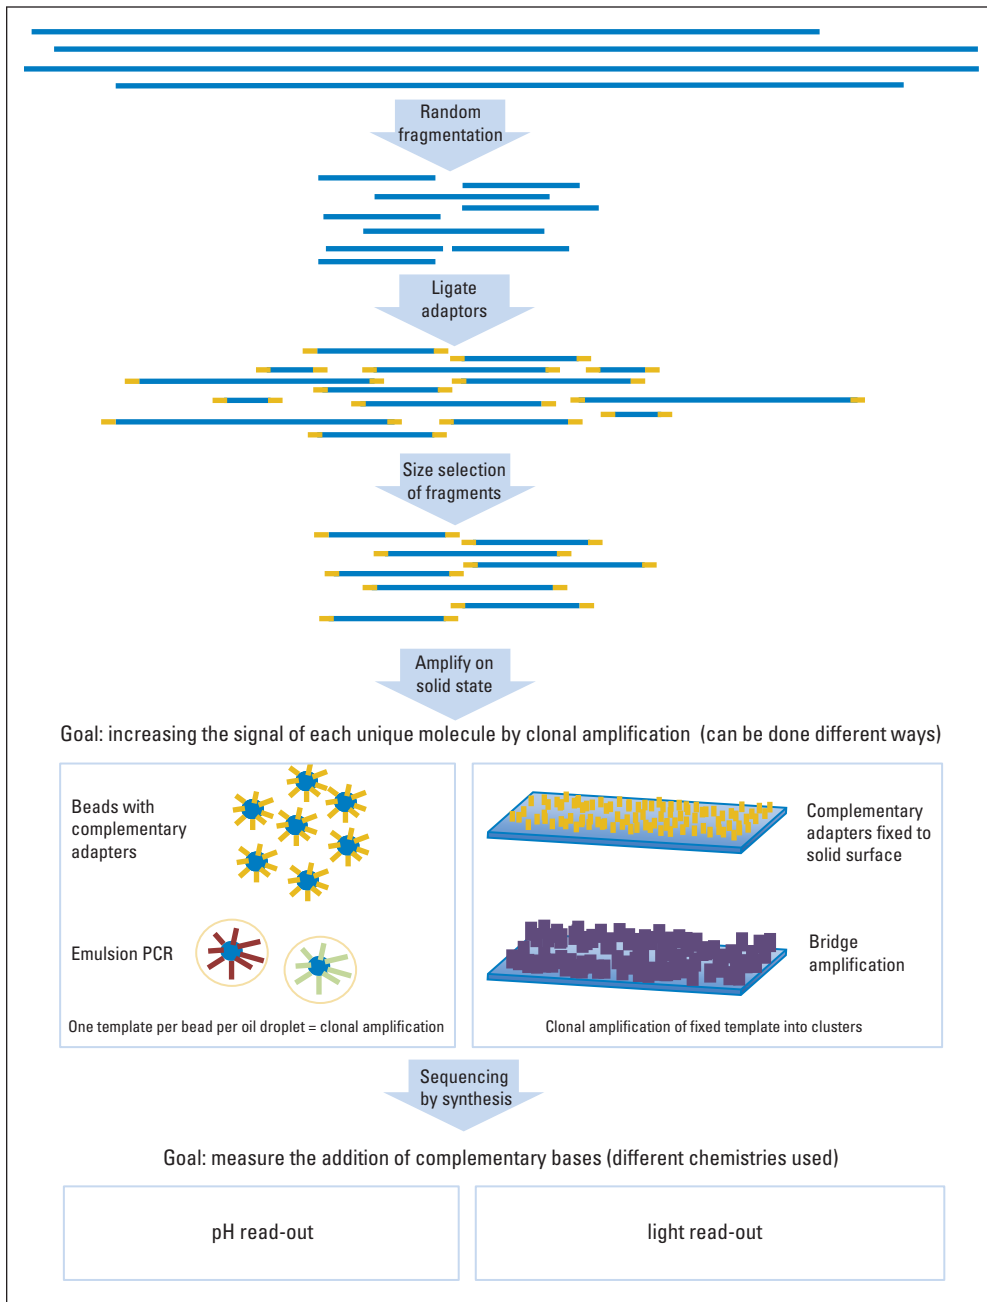 Random
fragmentation
Ligate
adaptors
Size selection
of fragments
Amplify on
solid state
Goal: increasing the signal of each unique molecule by clonal amplification (can be done different ways)
Beads with
complementary
adapters
Emulsion PCR
One template per bead per oil droplet = clonal amplification
Complementary
adapters fixed to
solid surface
Bridge
amplification
Clonal amplification of fixed template into clusters
Sequencing
by synthesis
Goal: measure the addition of complementary bases (different chemistries used)
pH read-out
light read-out